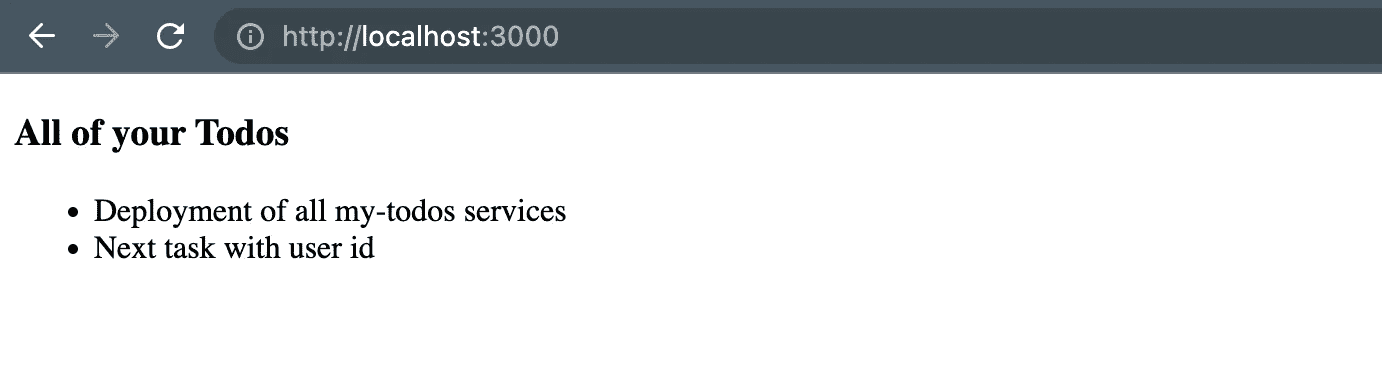 http://localhost:3000
All of your Todos
Deployment of all my-todos services
Next task with user id